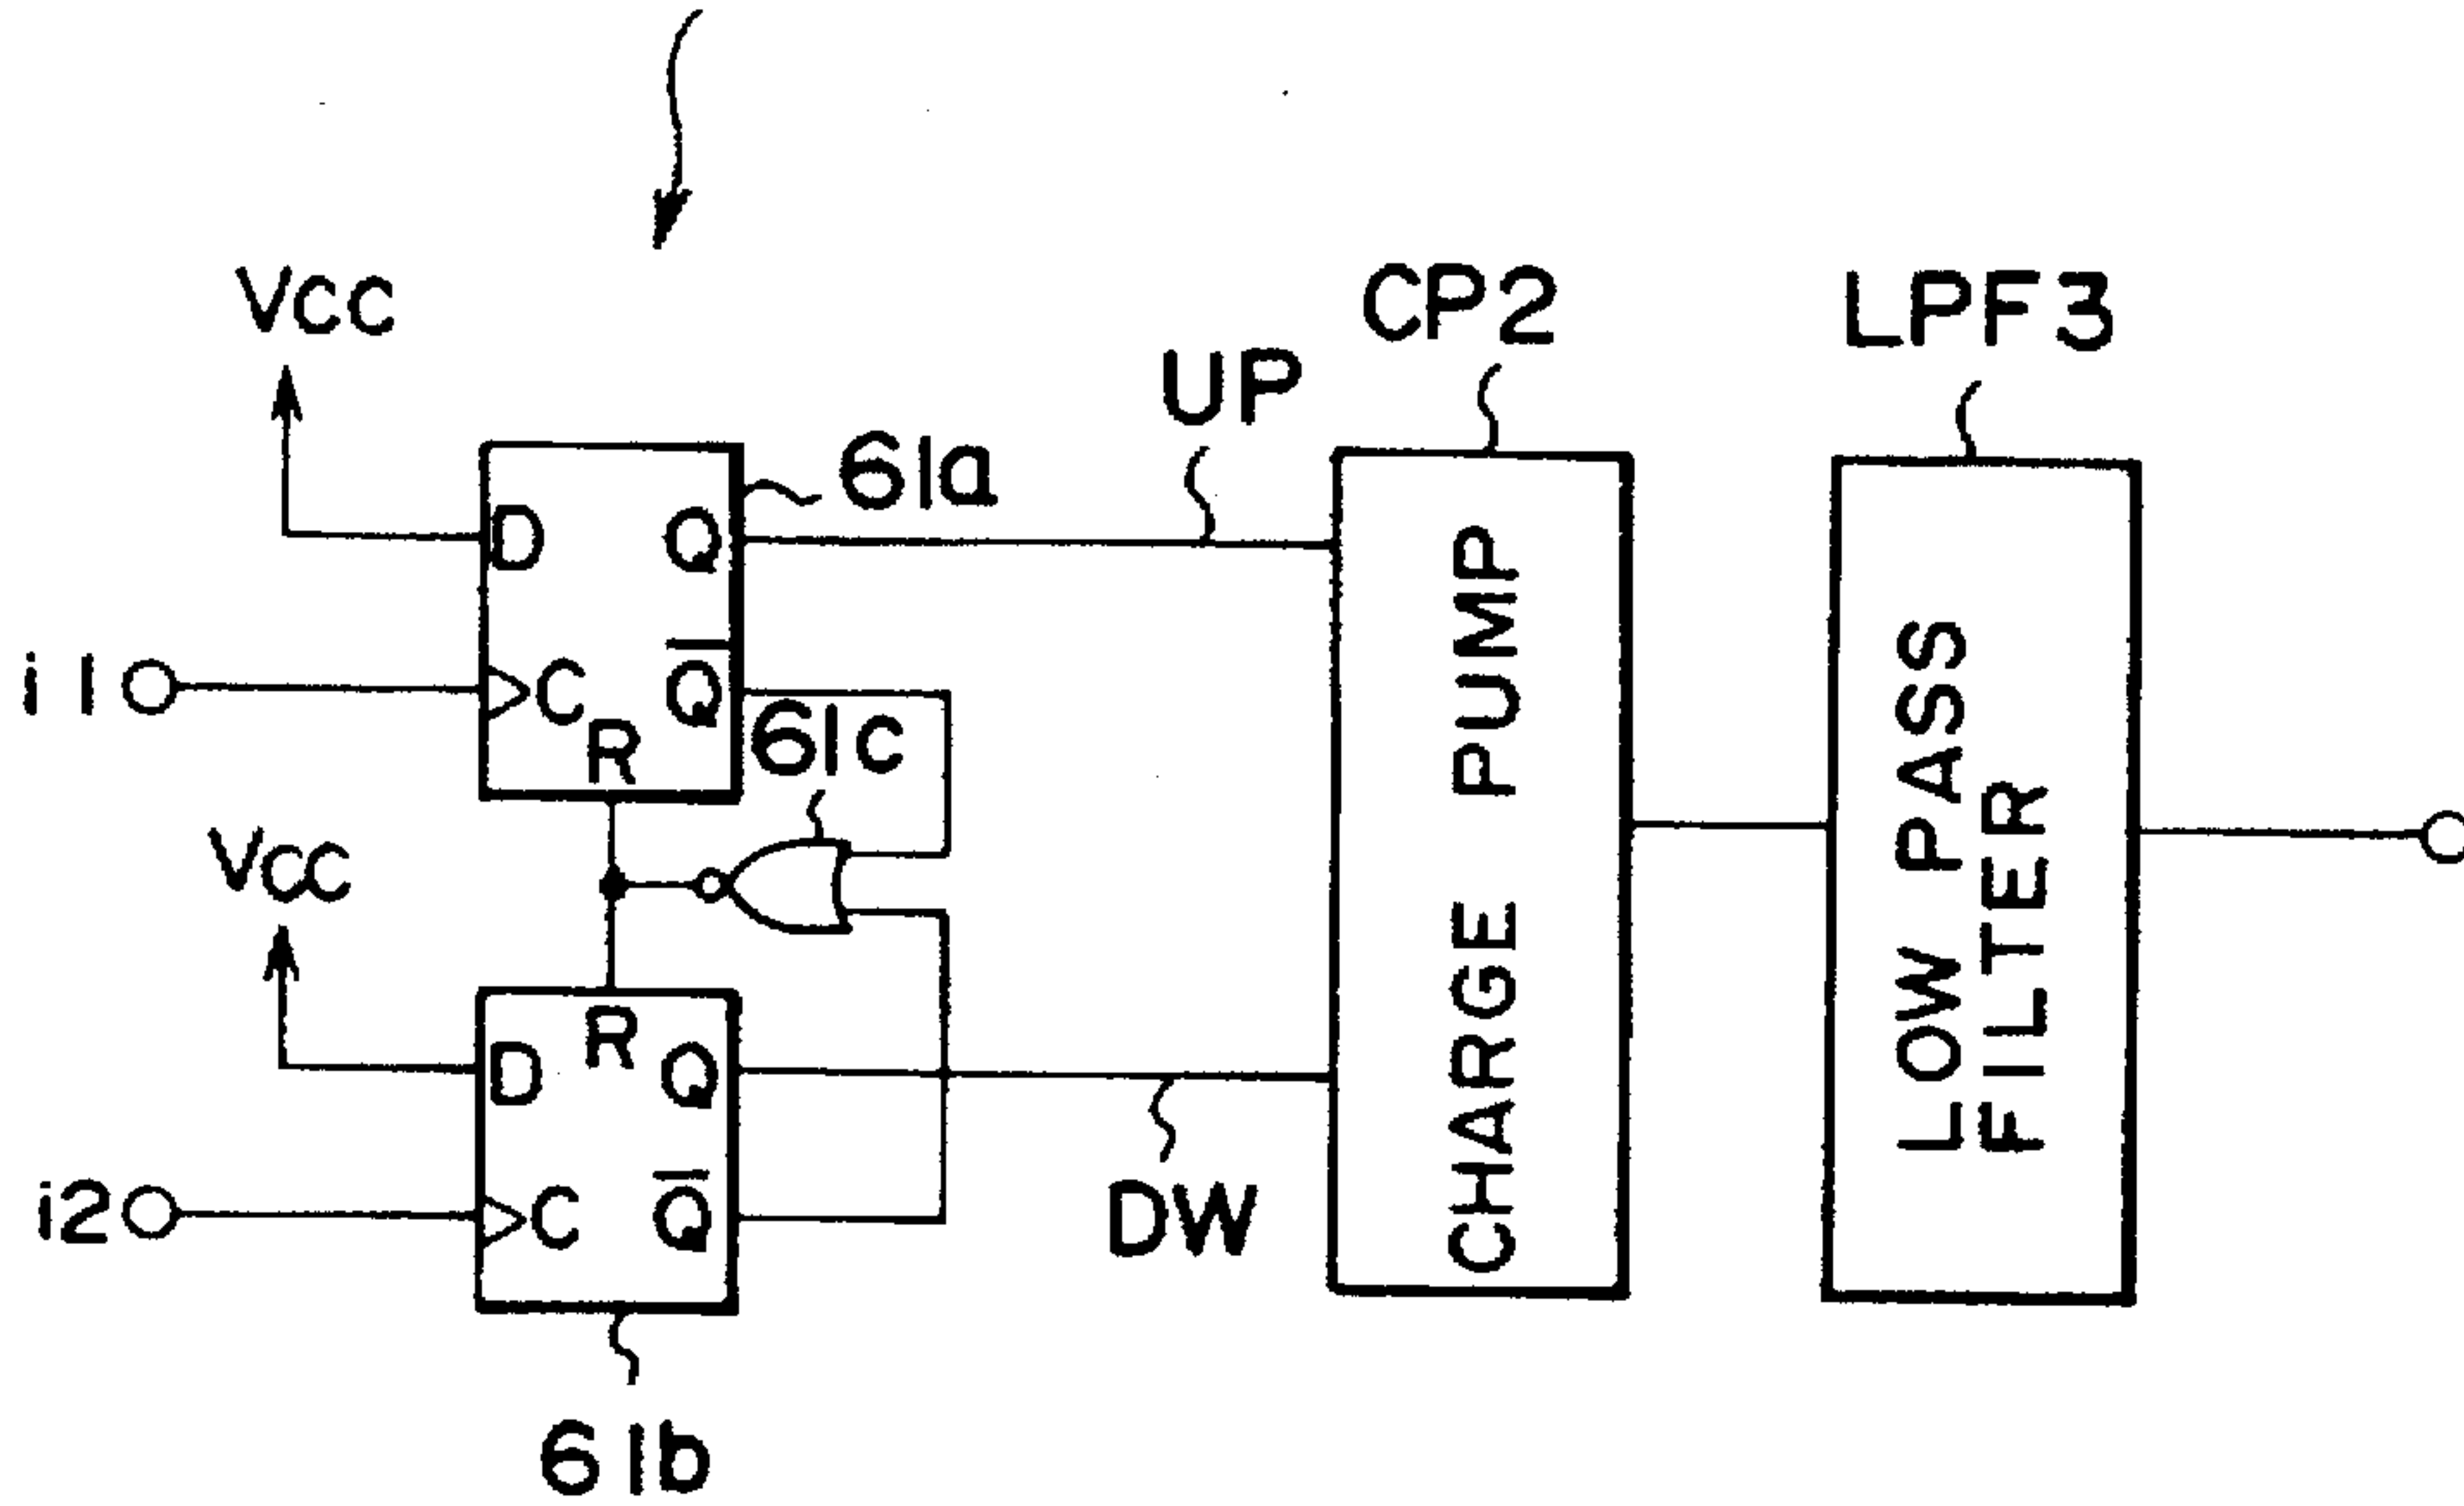 VCC
CP2
LPF3
UP
61a
D
Q
i1
C
Q
R
61c
VCC
R
D
Q
i2
C
Q
DW
61b
CHARGE PUMP
LOW PASS
FILTER